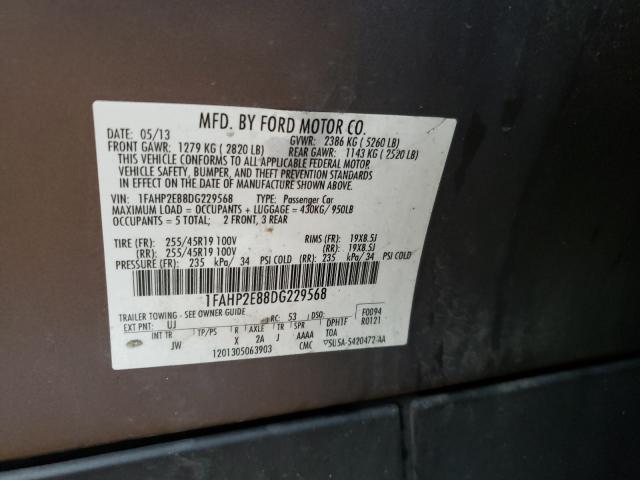 MFD. BY FORD MOTOR CO.
DATE: 05/13 GVWR: 2386 KG ( 5260 LB)
FRONT GAWR: 1279 KG ( 2820 LB) REAR GAWR: 1143 KG ( 2520 LB)
THIS VEHICLE CONFORMS TO ALL APPLICABLE FEDERAL MOTOR
VEHICLE SAFETY, BUMPER, AND THEFT PREVENTION STANDARDS
IN EFFECT ON THE DATE OF MANUFACTURE SHOWN ABOVE.
VIN: 1FAHP2E88DG229568 TYPE: Passenger Car
MAXIMUM LOAD = OCCUPANTS + LUGGAGE = 430KG/ 950LB
OCCUPANTS = 5 TOTAL; 2 FRONT, 3 REAR
TIRE (FR): 255/45R19 100V RIMS (FR): 19X8.5J
(RR): 255/45R19 100V (RR): 19X8.5J
PRESSURE (FR): 235 kPa/ 34 PSI COLD (RR): 235 kPa/ 34 PSI COLD
1FAHP2E88DG229568
TRAILER TOWING - SEE OWNER GUIDE
EXT PNT: UJ RC: 53 DSO: F0094
R0121
INT TP/PS R AXLE TR SPR DPH1F
JW X 2A J AAAA TOA
1201305063903 CMC